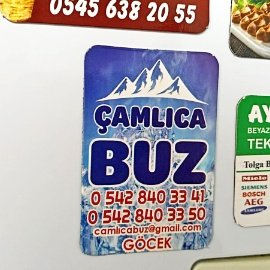 0545 638 20 55
ÇAMLICA
BUZ
0 542 840 33 41
0 542 840 33 50
camlicabuz@gmail.com
GÖCEK
BEYAZ
TEK
Tolga B
Miele
SIEMENS
BOSCH
AEG
SAMSUNG